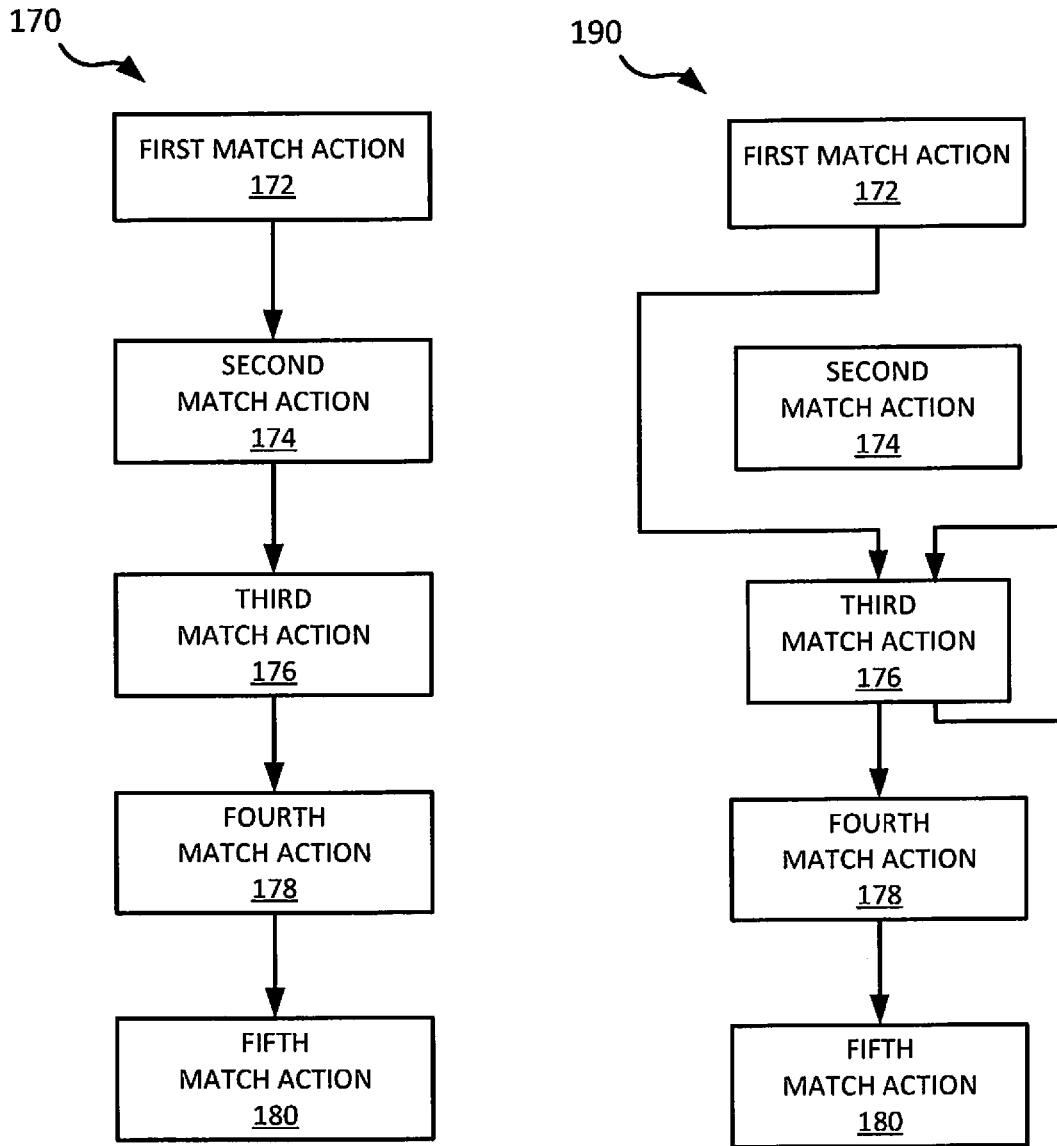 170
FIRST MATCH ACTION
172
SECOND
MATCH ACTION
174
THIRD
MATCH ACTION
176
FOURTH
MATCH ACTION
178
FIFTH
MATCH ACTION
180
190
FIRST MATCH ACTION
172
SECOND
MATCH ACTION
174
THIRD
MATCH ACTION
176
FOURTH
MATCH ACTION
178
FIFTH
MATCH ACTION
180